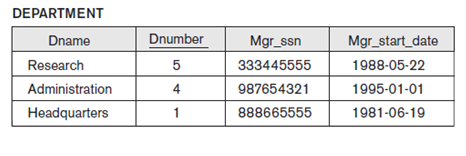 DEPARTMENT
Dname Dnumber Mgr_ssn Mgr_start_date
Research 5 333445555 1988-05-22
Administration 4 987654321 1995-01-01
Headquarters 1 888665555 1981-06-19